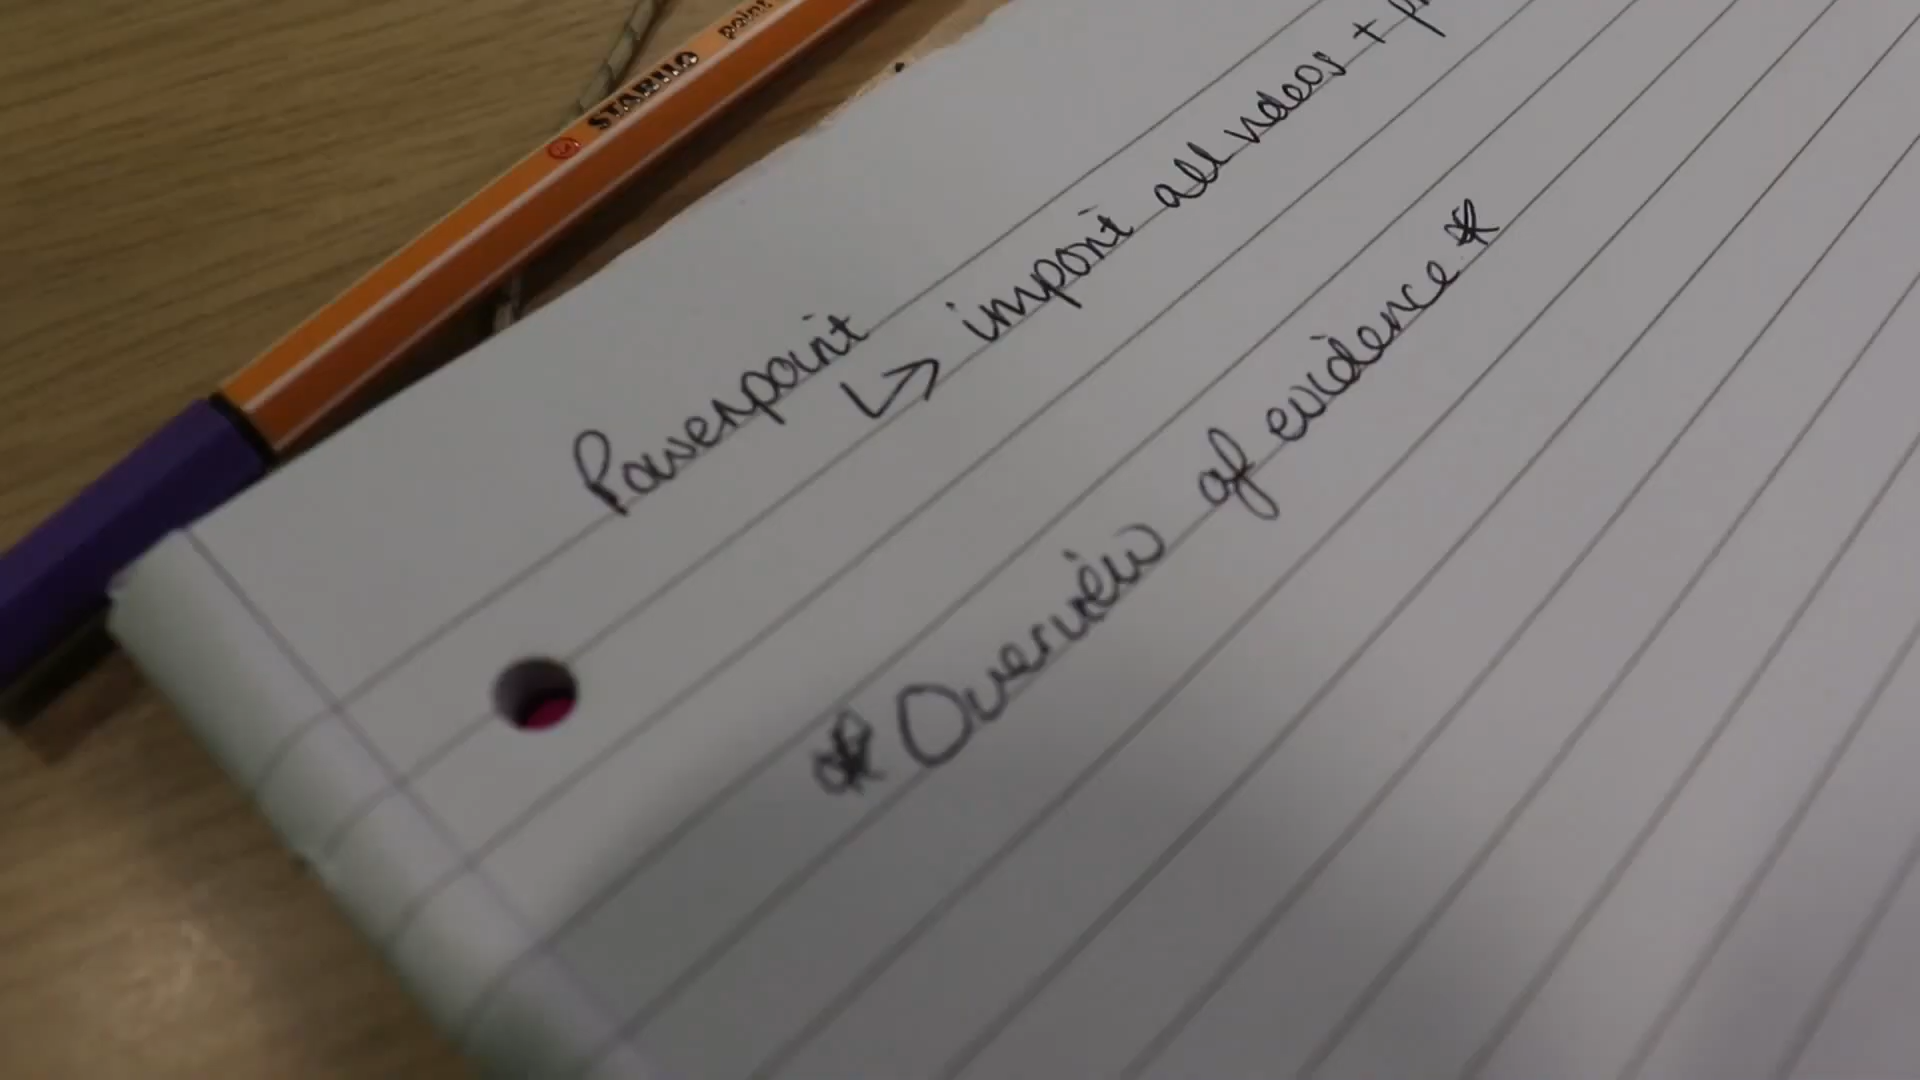 STABILO point
Powerpoint
↳ import all videos + p
* Overview of evidence *